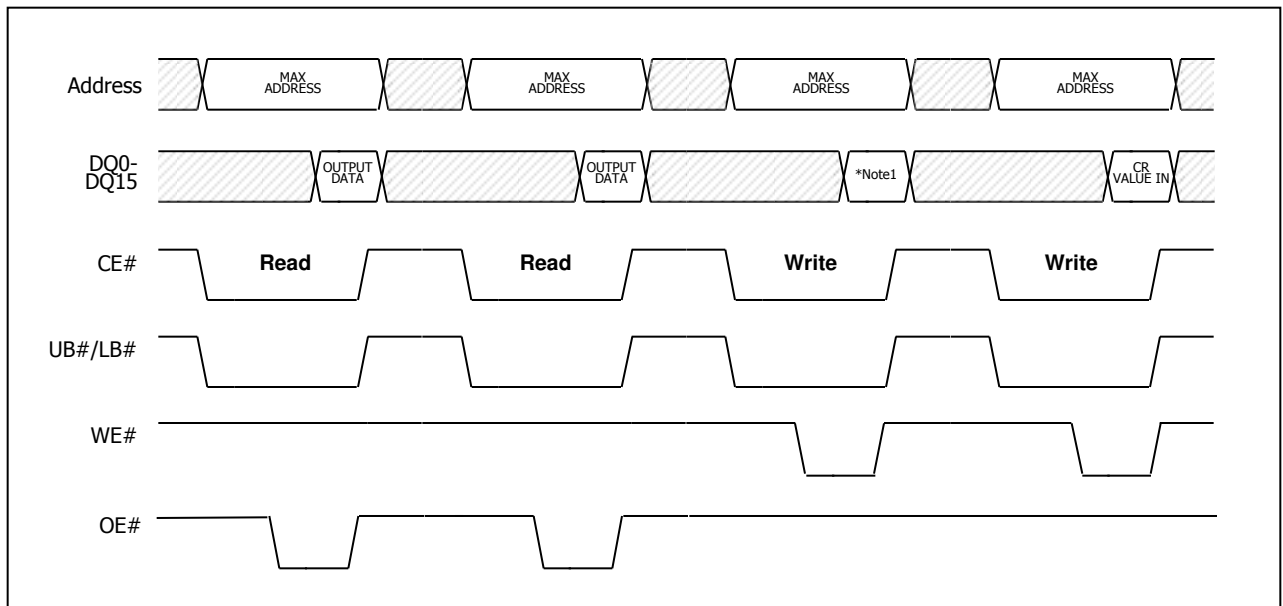 Address
MAX
ADDRESS
MAX
ADDRESS
MAX
ADDRESS
MAX
ADDRESS
DQ0-
DQ15
OUTPUT
DATA
OUTPUT
DATA
*Note1
CR
VALUE IN
CE#
Read
Read
Write
Write
UB#/LB#
WE#
OE#